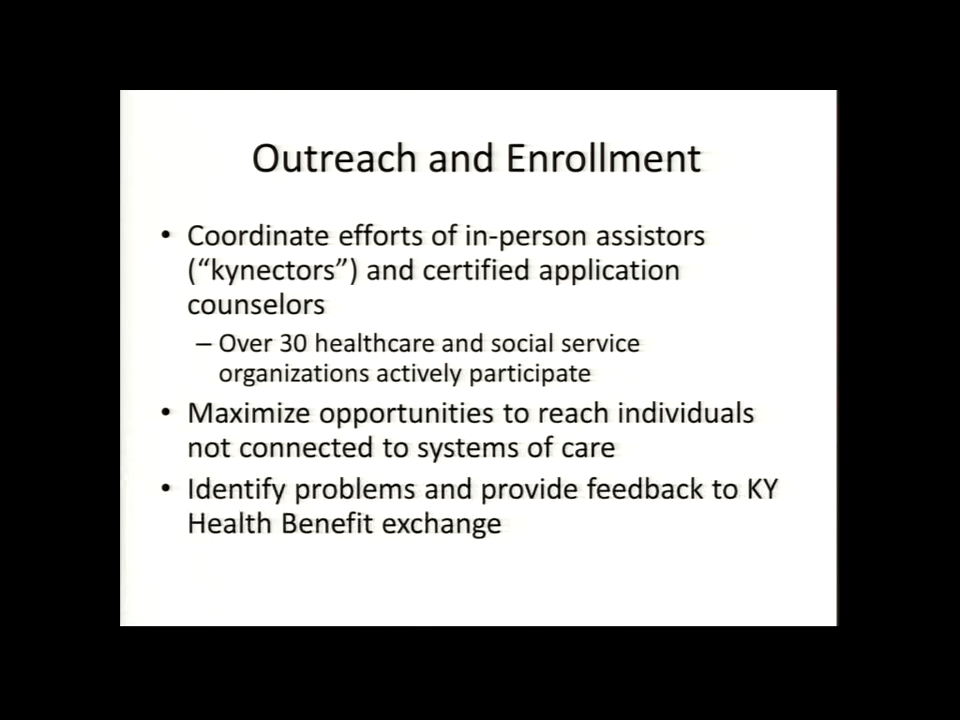 Outreach and Enrollment
• Coordinate efforts of in-person assistors
(“kynectors”) and certified application
counselors
– Over 30 healthcare and social service
organizations actively participate
• Maximize opportunities to reach individuals
not connected to systems of care
• Identify problems and provide feedback to KY
Health Benefit exchange